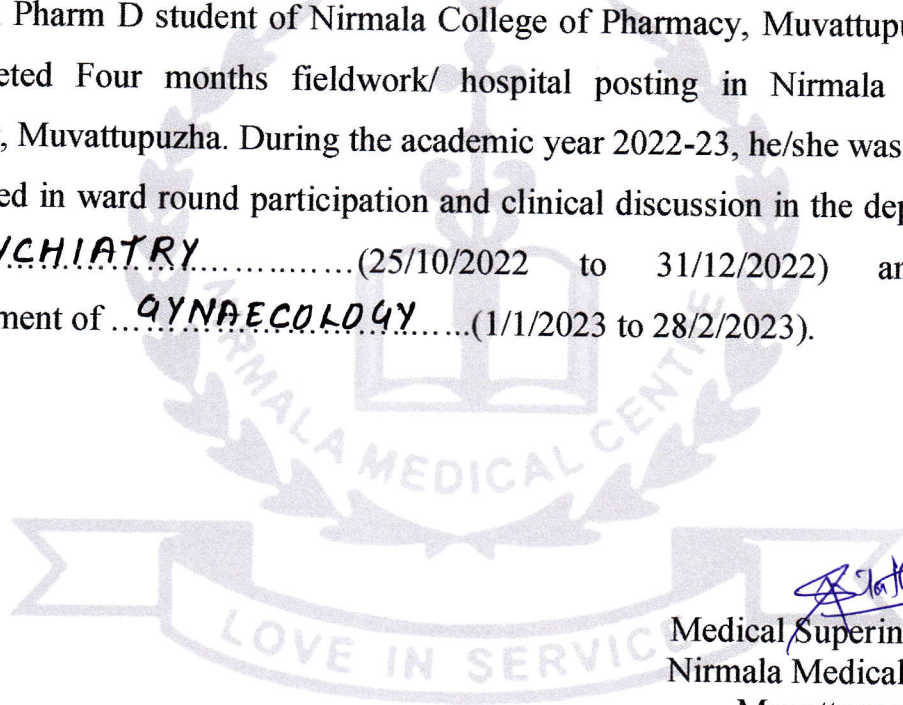 Pharm D student of Nirmala College of Pharmacy, Muvattupu
eted Four months fieldwork/ hospital posting in Nirmala
, Muvattupuzha. During the academic year 2022-23, he/she was
ed in ward round participation and clinical discussion in the dep
YCHIATRY..............(25/10/2022 to 31/12/2022) an
ment of ...GYNAECOLOGY......(1/1/2023 to 28/2/2023).
NIRMALA MEDICAL CENTRE
LOVE IN SERVIC
Medical Superin
Nirmala Medical